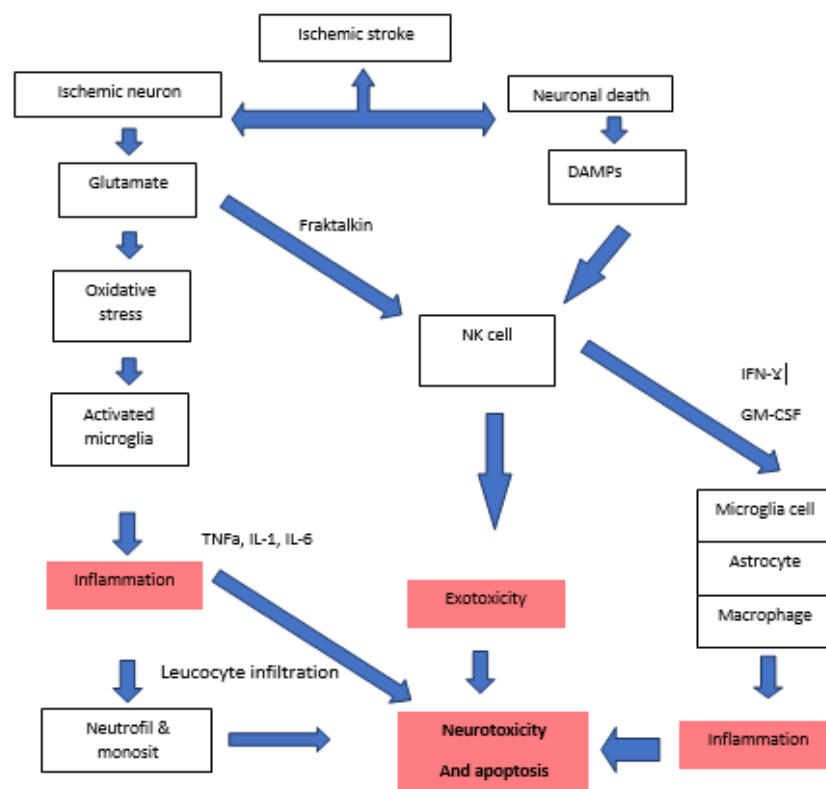 Ischemic stroke
Ischemic neuron
Neuronal death
Glutamate
DAMPs
Fraktalkin
Oxidative
stress
NK cell
IFN-ﻻ
GM-CSF
Activated
microglia
Microglia cell
Astrocyte
Macrophage
TNFa, IL-1, IL-6
Inflammation
Exotoxicity
Leucocyte infiltration
Neutrofil &
monosit
Neurotoxicity
And apoptosis
Inflammation